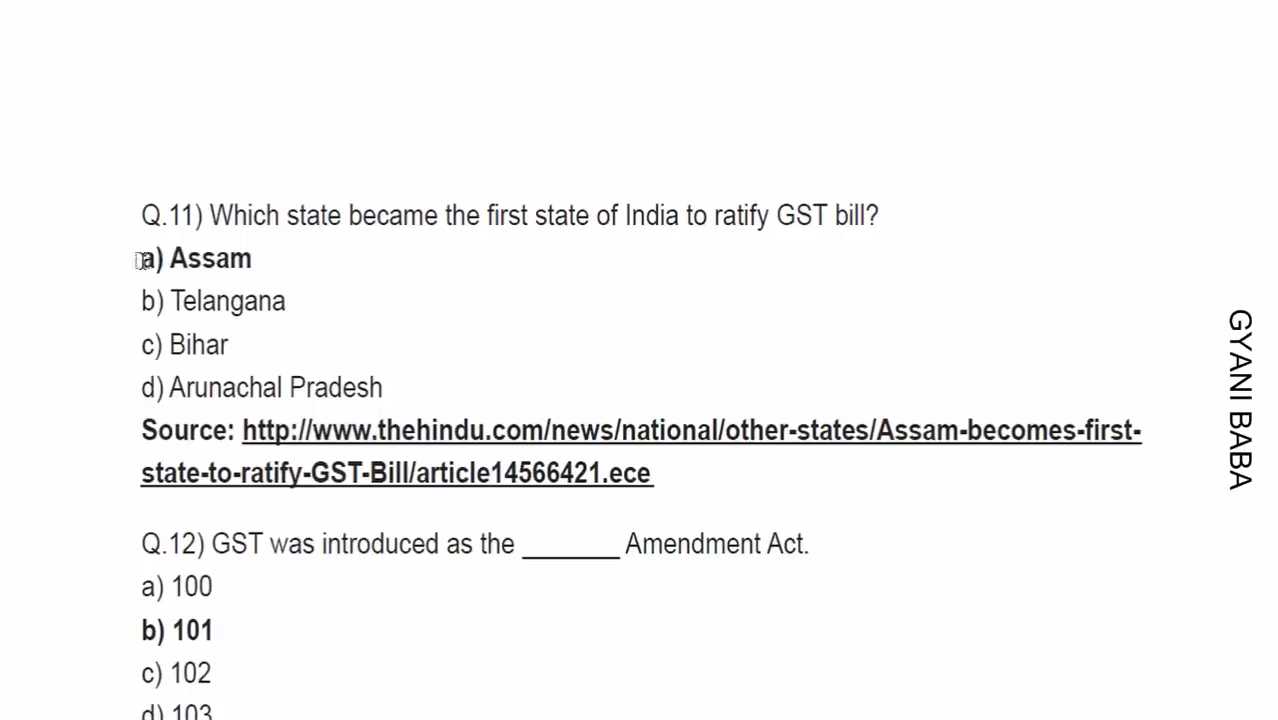 Q.11) Which state became the first state of India to ratify GST bill?
a) Assam
b) Telangana
c) Bihar
d) Arunachal Pradesh
Source: http://www.thehindu.com/news/national/other-states/Assam-becomes-first-
state-to-ratify-GST-Bill/article14566421.ece
Q.12) GST was introduced as the _______ Amendment Act.
a) 100
b) 101
c) 102
d) 103
GYANI BABA